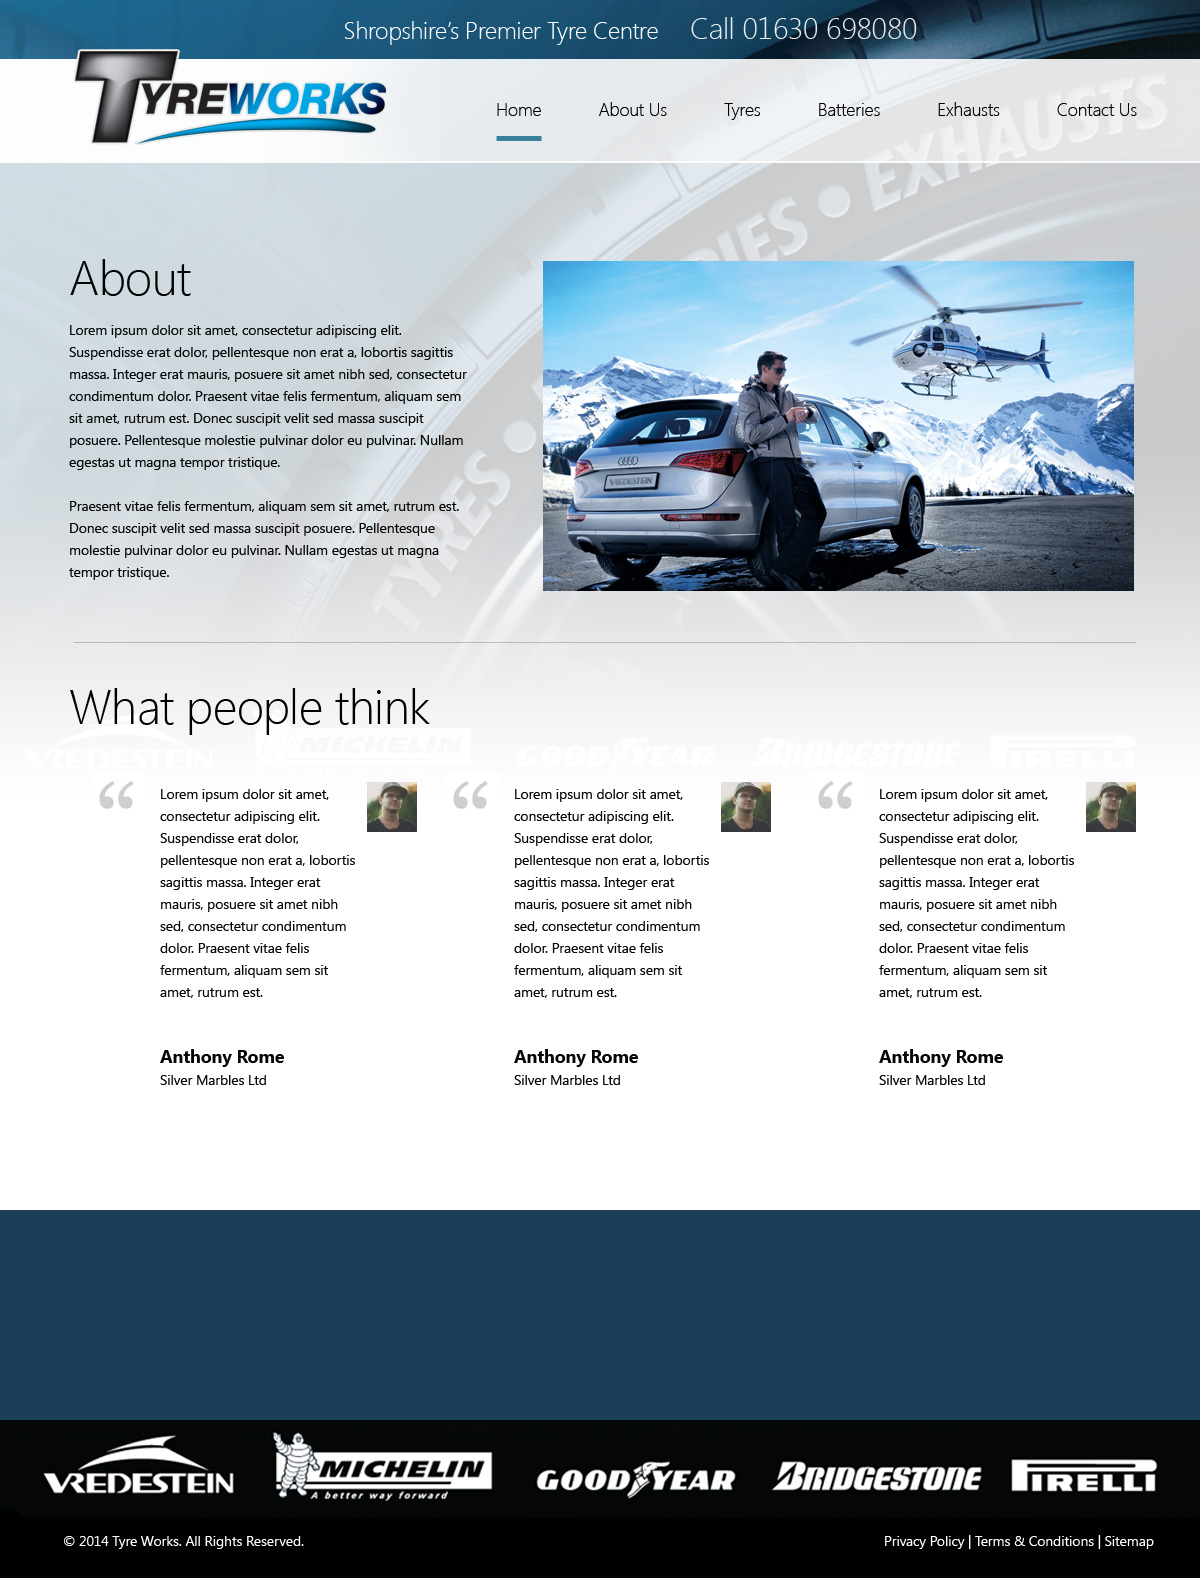 Shropshire’s Premier Tyre Centre Call 01630 698080
TYREWORKS
Home About Us Tyres Batteries Exhausts Contact Us
EXHAUSTS
TYRES
About
Lorem ipsum dolor sit amet, consectetur adipiscing elit.
Suspendisse erat dolor, pellentesque non erat a, lobortis sagittis
massa. Integer erat mauris, posuere sit amet nibh sed, consectetur
condimentum dolor. Praesent vitae felis fermentum, aliquam sem
sit amet, rutrum est. Donec suscipit velit sed massa suscipit
posuere. Pellentesque molestie pulvinar dolor eu pulvinar. Nullam
egestas ut magna tempor tristique.
Praesent vitae felis fermentum, aliquam sem sit amet, rutrum est.
Donec suscipit velit sed massa suscipit posuere. Pellentesque
molestie pulvinar dolor eu pulvinar. Nullam egestas ut magna
tempor tristique.
VREDESTEIN
What people think
VREDESTEIN MICHELIN GOODYEAR BRIDGESTONE PIRELLI
“
Lorem ipsum dolor sit amet,
consectetur adipiscing elit.
Suspendisse erat dolor,
pellentesque non erat a, lobortis
sagittis massa. Integer erat
mauris, posuere sit amet nibh
sed, consectetur condimentum
dolor. Praesent vitae felis
fermentum, aliquam sem sit
amet, rutrum est.
Anthony Rome
Silver Marbles Ltd
“
Lorem ipsum dolor sit amet,
consectetur adipiscing elit.
Suspendisse erat dolor,
pellentesque non erat a, lobortis
sagittis massa. Integer erat
mauris, posuere sit amet nibh
sed, consectetur condimentum
dolor. Praesent vitae felis
fermentum, aliquam sem sit
amet, rutrum est.
Anthony Rome
Silver Marbles Ltd
“
Lorem ipsum dolor sit amet,
consectetur adipiscing elit.
Suspendisse erat dolor,
pellentesque non erat a, lobortis
sagittis massa. Integer erat
mauris, posuere sit amet nibh
sed, consectetur condimentum
dolor. Praesent vitae felis
fermentum, aliquam sem sit
amet, rutrum est.
Anthony Rome
Silver Marbles Ltd
VREDESTEIN MICHELIN GOODYEAR BRIDGESTONE PIRELLI
A better way forward
© 2014 Tyre Works. All Rights Reserved. Privacy Policy | Terms & Conditions | Sitemap